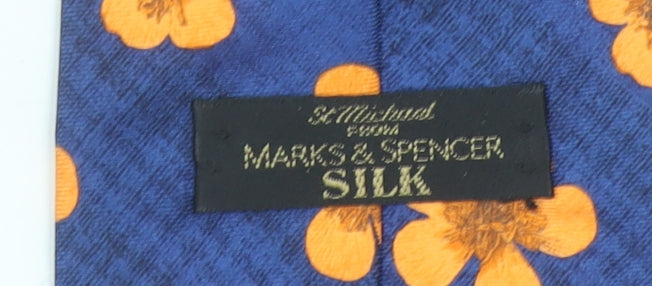 St Michael
FROM
MARKS & SPENCER
SILK